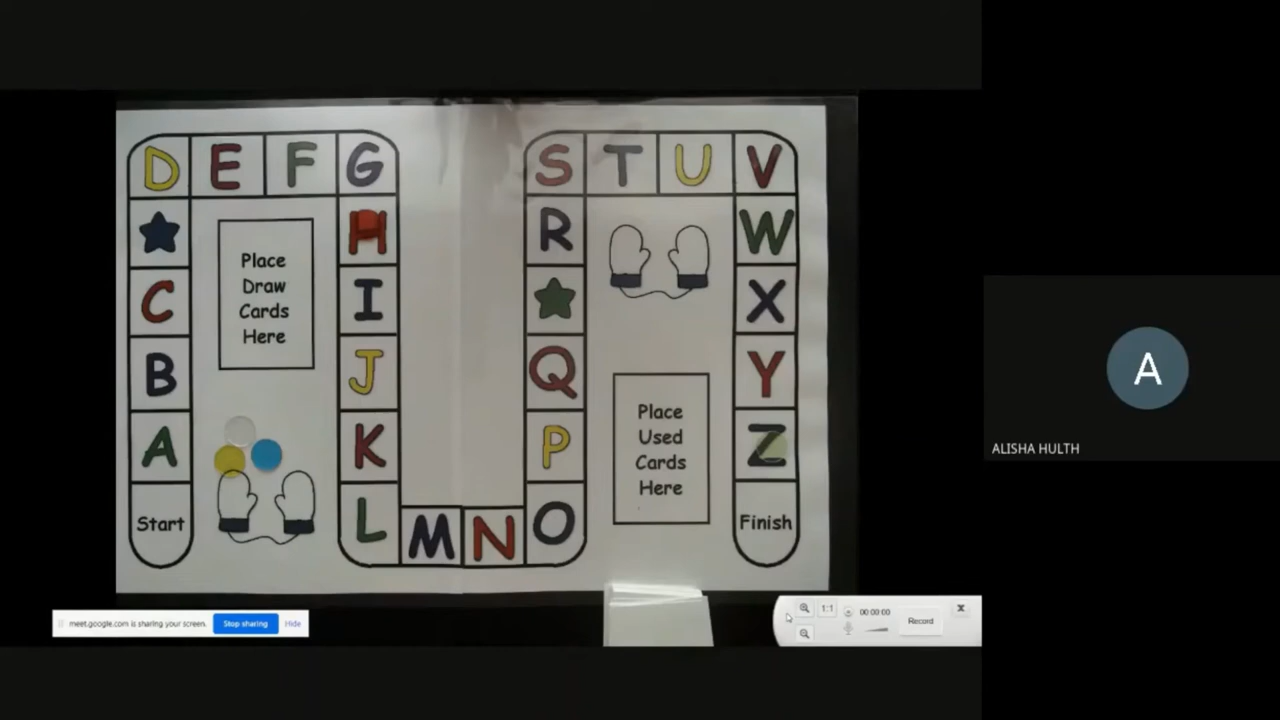 D E F G
S T U V
H
R
W
C
I
X
Place
Draw
Cards
Here
B
J
Q
Y
A
K
P
Z
Place
Used
Cards
Here
Start
L
M N
O
Finish
A
ALISHA HULTH
meet.google.com is sharing your screen.
Stop sharing
Hide
1:1
00:00:00
Record
X